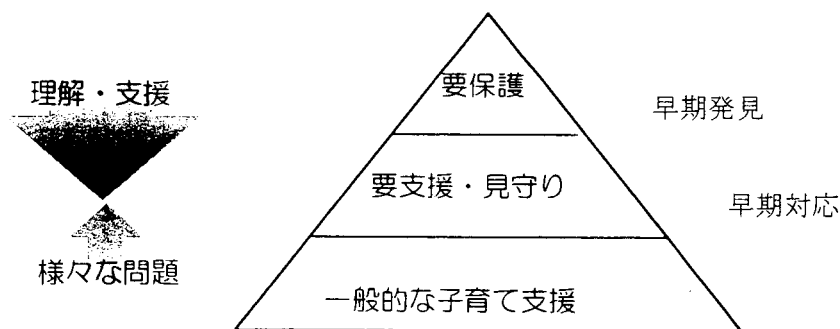 理解・支援
様々な問題
要保護
要支援・見守り
一般的な子育て支援
早期発見
早期対応